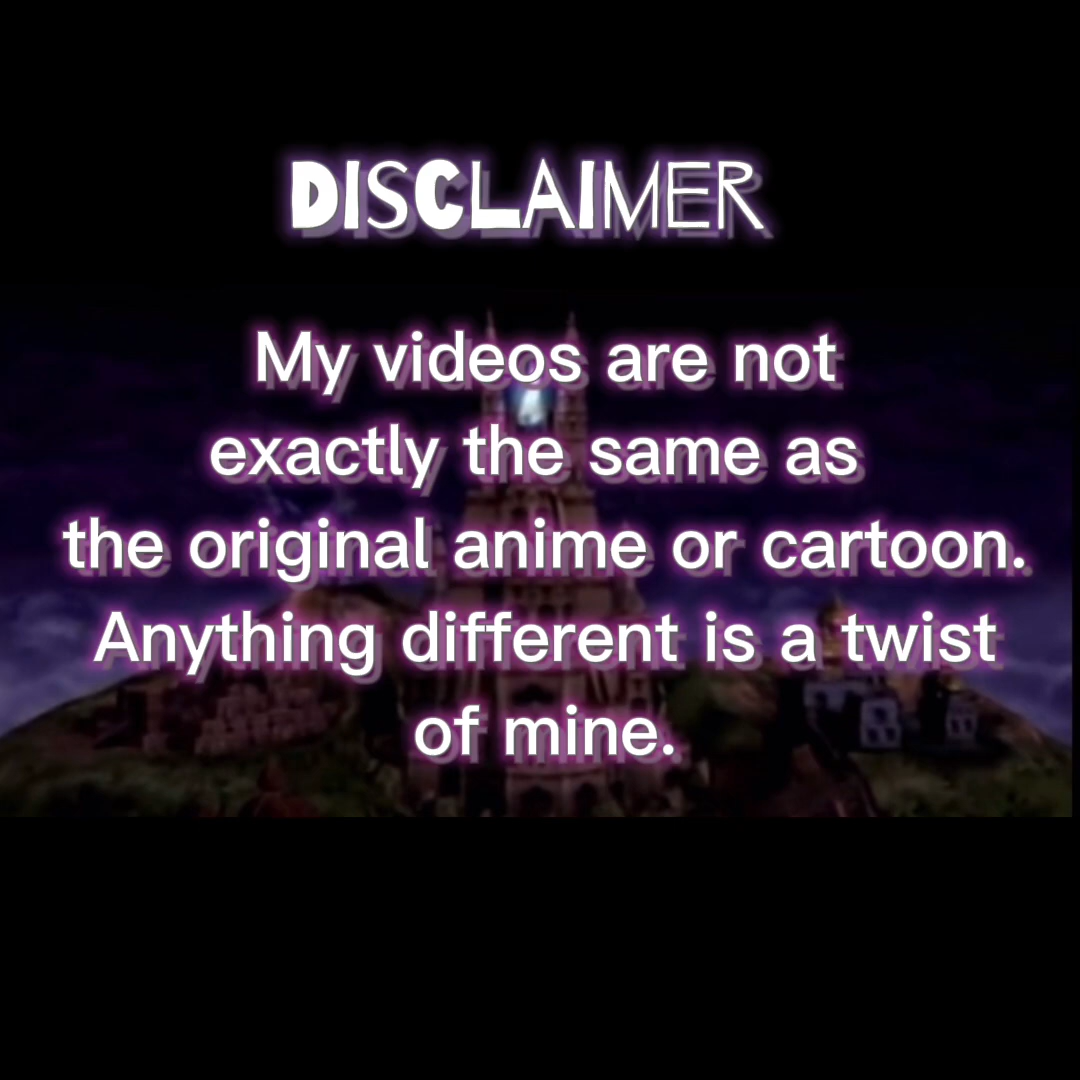 DISCLAIMER
My videos are not
exactly the same as
the original anime or cartoon.
Anything different is a twist
of mine.